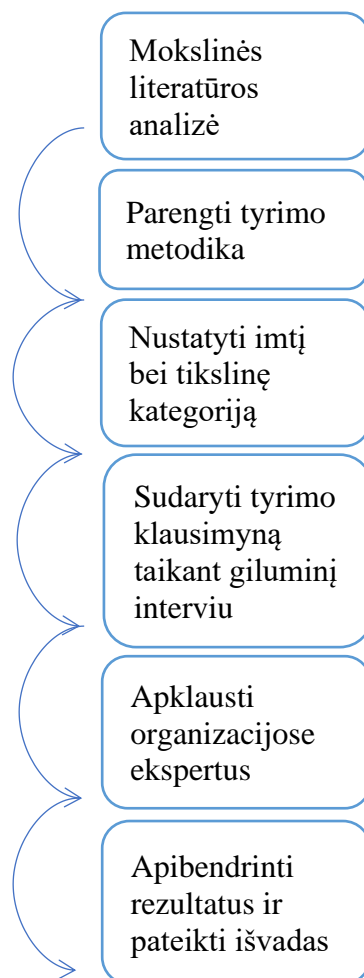 Mokslinės
literatūros
analizė
Parengti tyrimo
metodika
Nustatyti imtį
bei tikslinę
kategoriją
Sudaryti tyrimo
klausimyną
taikant giluminį
interviu
Apklausti
organizacijose
ekspertus
Apibendrinti
rezultatus ir
pateikti išvadas